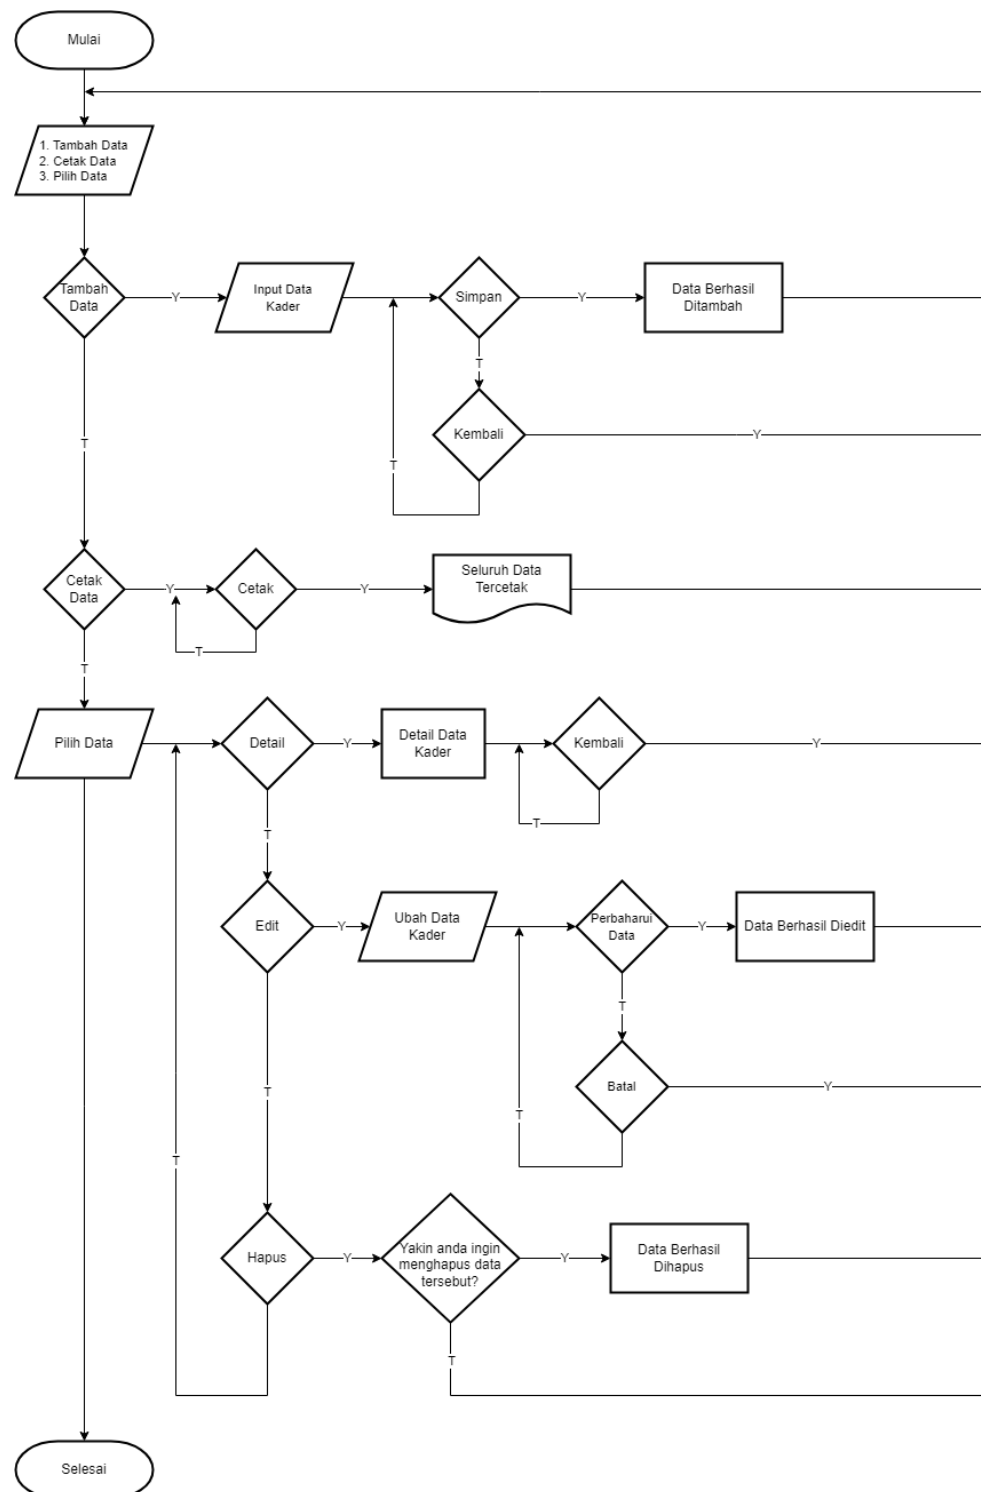 Mulai
1. Tambah Data
2. Cetak Data
3. Pilih Data
Tambah
Data
Y
Input Data
Kader
Simpan
Y
Data Berhasil
Ditambah
T
Kembali
Y
T
T
Cetak
Data
Y
Cetak
Y
Seluruh Data
Tercetak
T
T
Pilih Data
Detail
Y
Detail Data
Kader
Kembali
Y
T
T
Edit
Y
Ubah Data
Kader
Perbaharui
Data
Y
Data Berhasil Diedit
T
Batal
Y
T
T
T
Hapus
Y
Yakin anda ingin
menghapus data
tersebut?
Y
Data Berhasil
Dihapus
T
Selesai